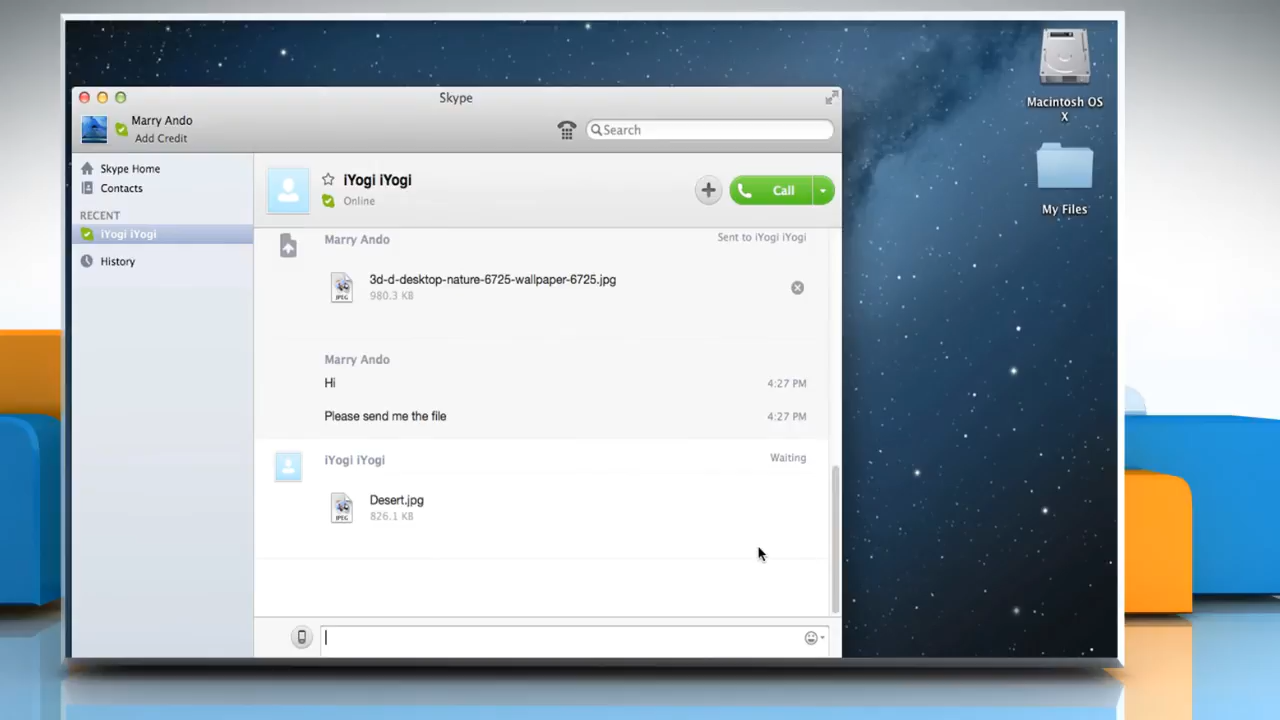 Skype
Marry Ando
Add Credit
Search
Skype Home
Contacts
RECENT
iYogi iYogi
History
iYogi iYogi
Online
Call
Marry Ando
Sent to iYogi iYogi
3d-d-desktop-nature-6725-wallpaper-6725.jpg
980.3 KB
JPEG
Marry Ando
Hi
4:27 PM
Please send me the file
4:27 PM
iYogi iYogi
Waiting
Desert.jpg
826.1 KB
JPEG
Macintosh OS
X
My Files